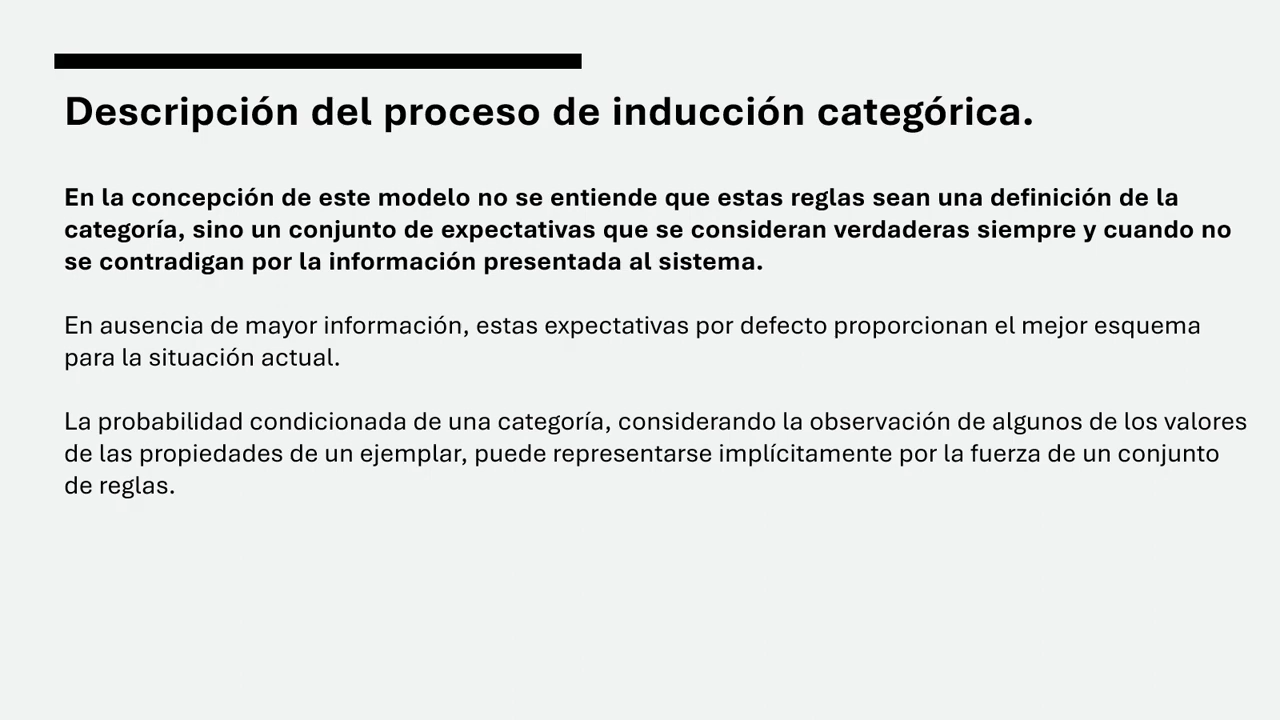 Descripción del proceso de inducción categórica.
En la concepción de este modelo no se entiende que estas reglas sean una definición de la
categoría, sino un conjunto de expectativas que se consideran verdaderas siempre y cuando no
se contradigan por la información presentada al sistema.
En ausencia de mayor información, estas expectativas por defecto proporcionan el mejor esquema
para la situación actual.
La probabilidad condicionada de una categoría, considerando la observación de algunos de los valores
de las propiedades de un ejemplar, puede representarse implícitamente por la fuerza de un conjunto
de reglas.